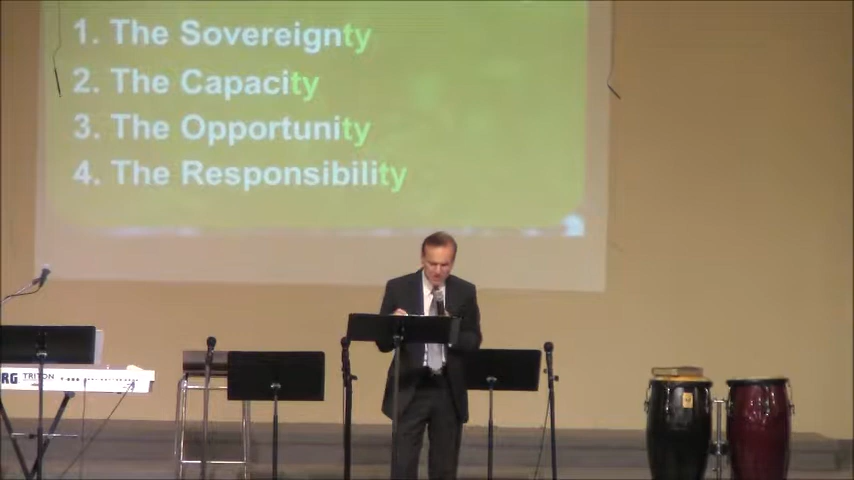 1. The Sovereignty
2. The Capacity
3. The Opportunity
4. The Responsibility
RG TRITON